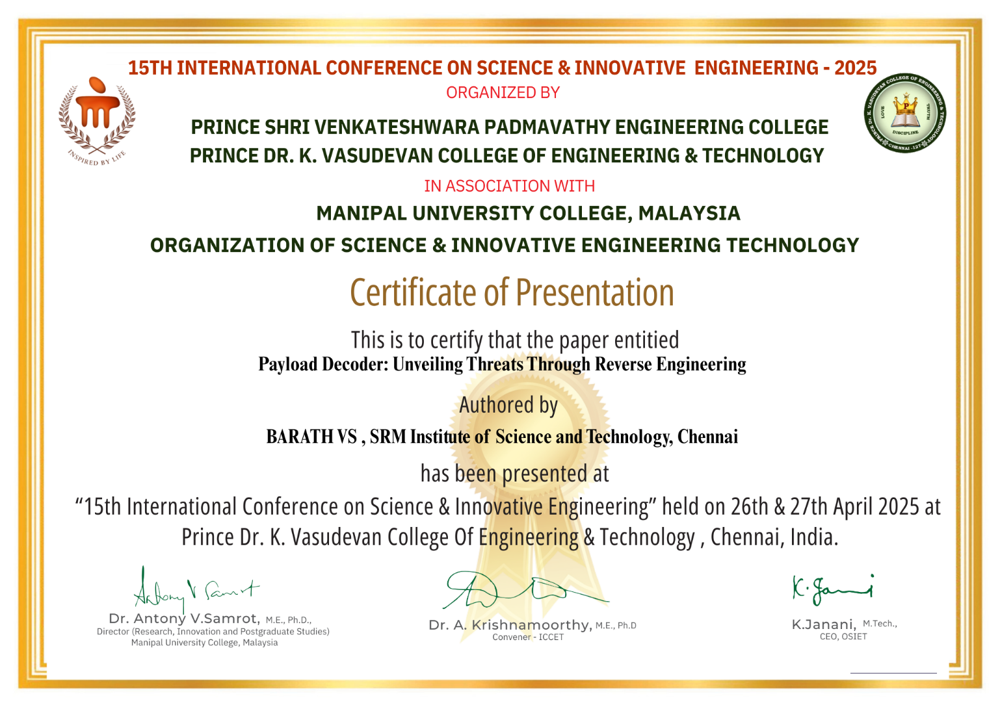 15TH INTERNATIONAL CONFERENCE ON SCIENCE & INNOVATIVE ENGINEERING - 2025
ORGANIZED BY
INSPIRED BY LIFE
PRINCE Dr. K. VASUDEVAN COLLEGE OF ENGINEERING & TECHNOLOGY
LOVE
P
TRUTH
DISCIPLINE
CHENNAI -127
PRINCE SHRI VENKATESHWARA PADMAVATHY ENGINEERING COLLEGE
PRINCE DR. K. VASUDEVAN COLLEGE OF ENGINEERING & TECHNOLOGY
IN ASSOCIATION WITH
MANIPAL UNIVERSITY COLLEGE, MALAYSIA
ORGANIZATION OF SCIENCE & INNOVATIVE ENGINEERING TECHNOLOGY
Certificate of Presentation
This is to certify that the paper entitied
Payload Decoder: Unveiling Threats Through Reverse Engineering
Authored by
BARATH VS , SRM Institute of Science and Technology, Chennai
has been presented at
“15th International Conference on Science & Innovative Engineering” held on 26th & 27th April 2025 at
Prince Dr. K. Vasudevan College Of Engineering & Technology , Chennai, India.
Antony V Samrot
K. Janani
Dr. Antony V.Samrot, M.E., Ph.D.,
Director (Research, Innovation and Postgraduate Studies)
Manipal University College, Malaysia
Dr. A. Krishnamoorthy, M.E., Ph.D
Convener - ICCET
K.Janani, M.Tech.,
CEO, OSIET